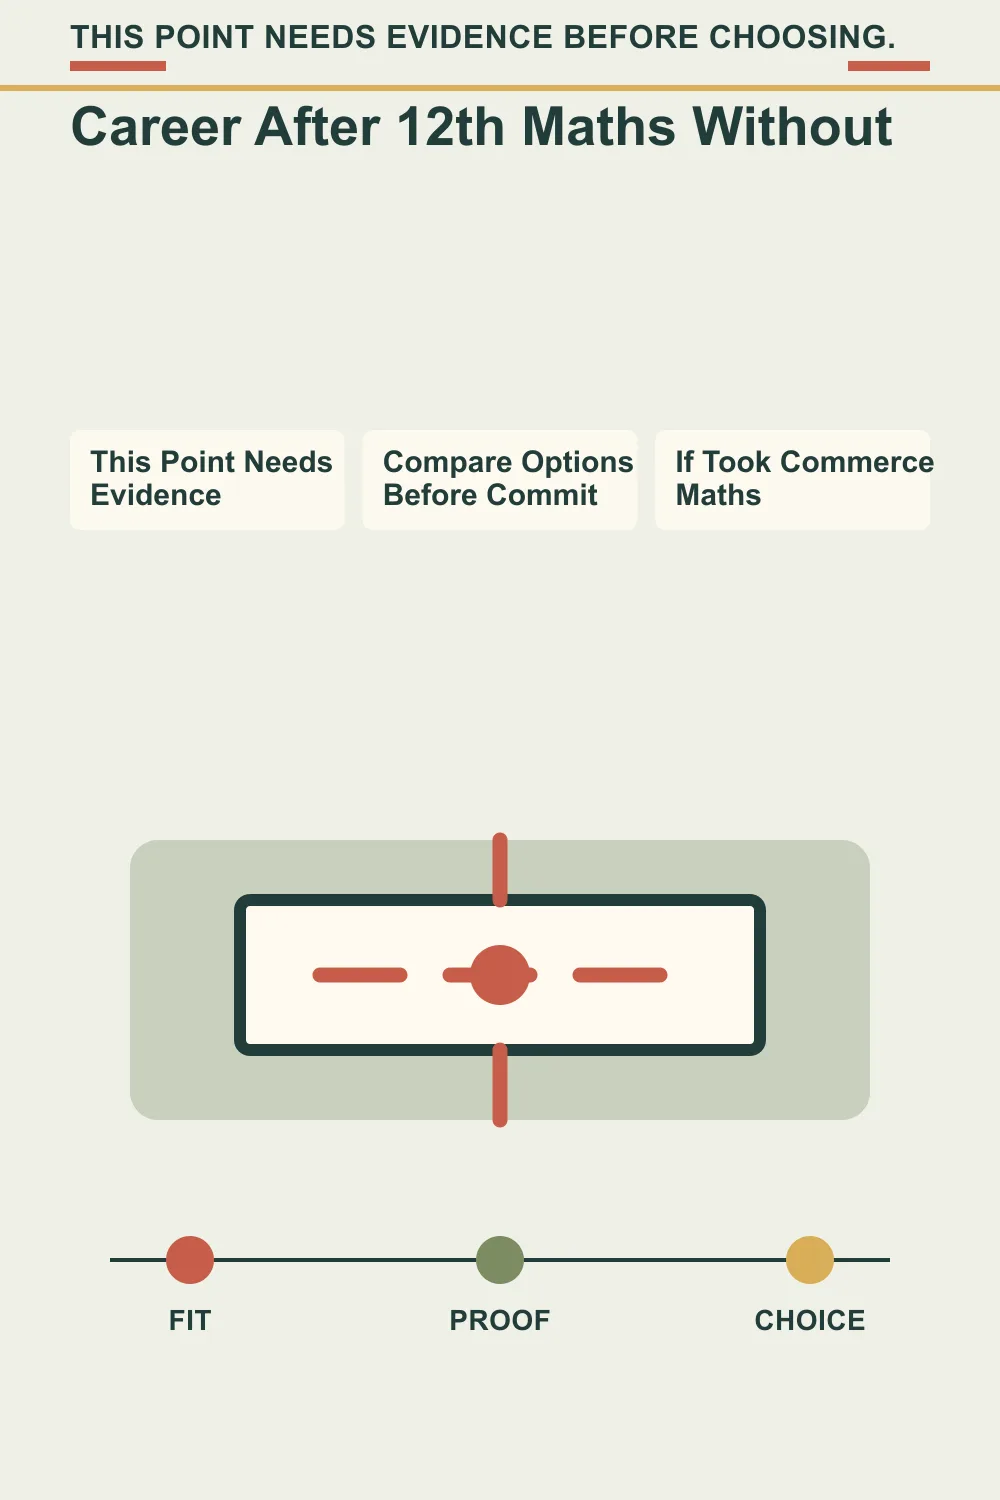 THIS POINT NEEDS EVIDENCE BEFORE CHOOSING.
Career After 12th Maths Without
This Point Needs
Evidence
Compare Options
Before Commit
If Took Commerce
Maths
FIT
PROOF
CHOICE